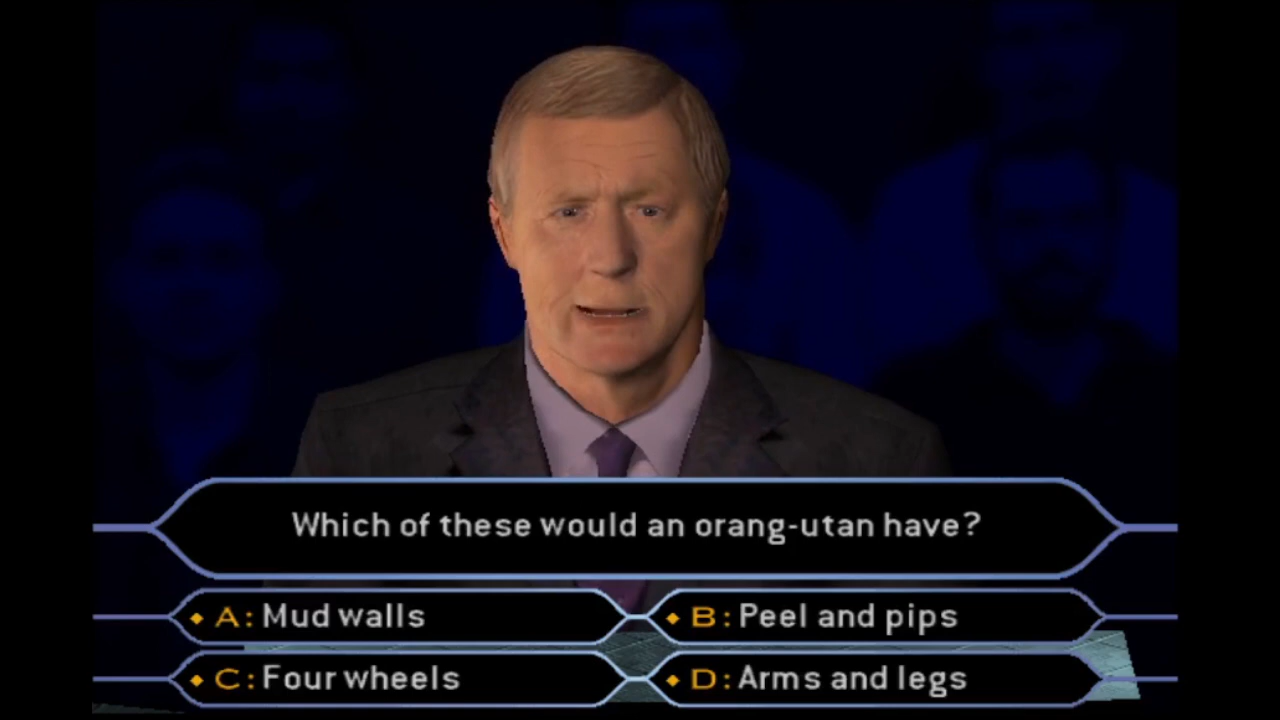 Which of these would an orang-utan have?
A: Mud walls
B: Peel and pips
C: Four wheels
D: Arms and legs